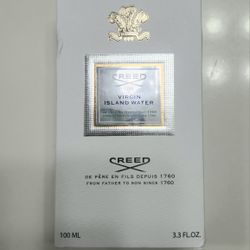 CREED
VIRGIN
ISLAND WATER
CREED
DE PÈRE EN FILS DEPUIS 1760
FROM FATHER TO SON SINCE 1760
100 ML
3.3 FL.OZ.